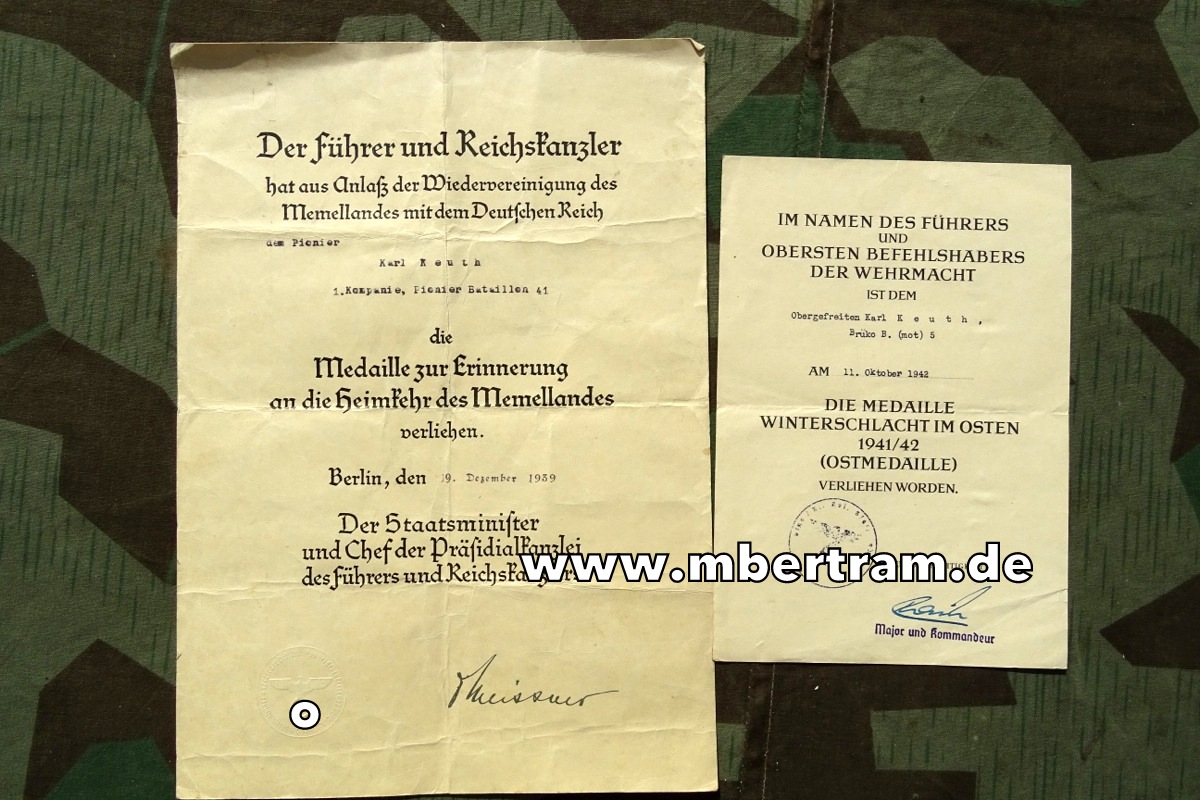 Der Führer und Reichskanzler
hat aus Anlaß der Wiedervereinigung des
Memellandes mit dem Deutschen Reich
dem Pionier
Karl Keuth
1.Kompanie, Pionier Bataillon 41
die
Medaille zur Erinnerung
an die Heimkehr des Memellandes
verliehen.
Berlin, den 19. Dezember 1939
Der Staatsminister
und Chef der Präsidialkanzlei
des Führers und Reichskanzlers
Meissner
IM NAMEN DES FÜHRERS
UND
OBERSTEN BEFEHLSHABERS
DER WEHRMACHT
IST DEM
Obergefreiten Karl Keuth,
Brüko B. (mot) 5
AM 11. Oktober 1942
DIE MEDAILLE
WINTERSCHLACHT IM OSTEN
1941/42
(OSTMEDAILLE)
VERLIEHEN WORDEN.
Major und Kommandeur
www.mbertram.de